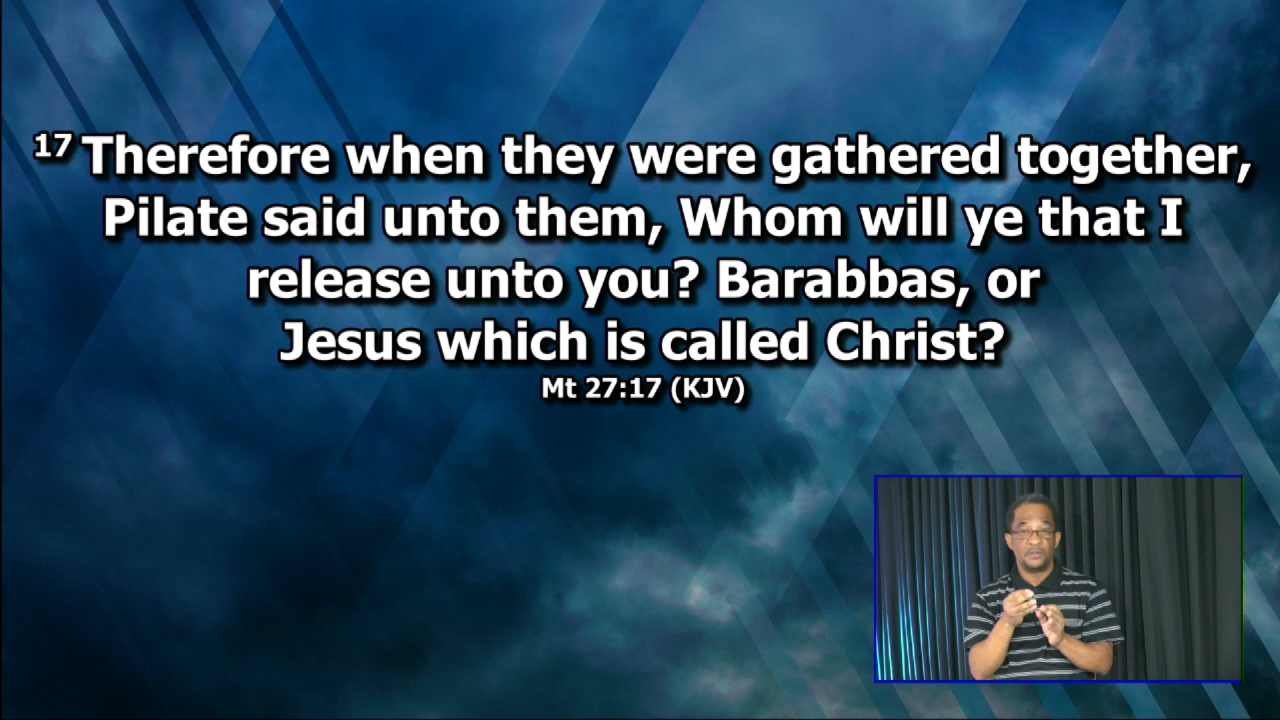 17 Therefore when they were gathered together,
Pilate said unto them, Whom will ye that I
release unto you? Barabbas, or
Jesus which is called Christ?
Mt 27:17 (KJV)